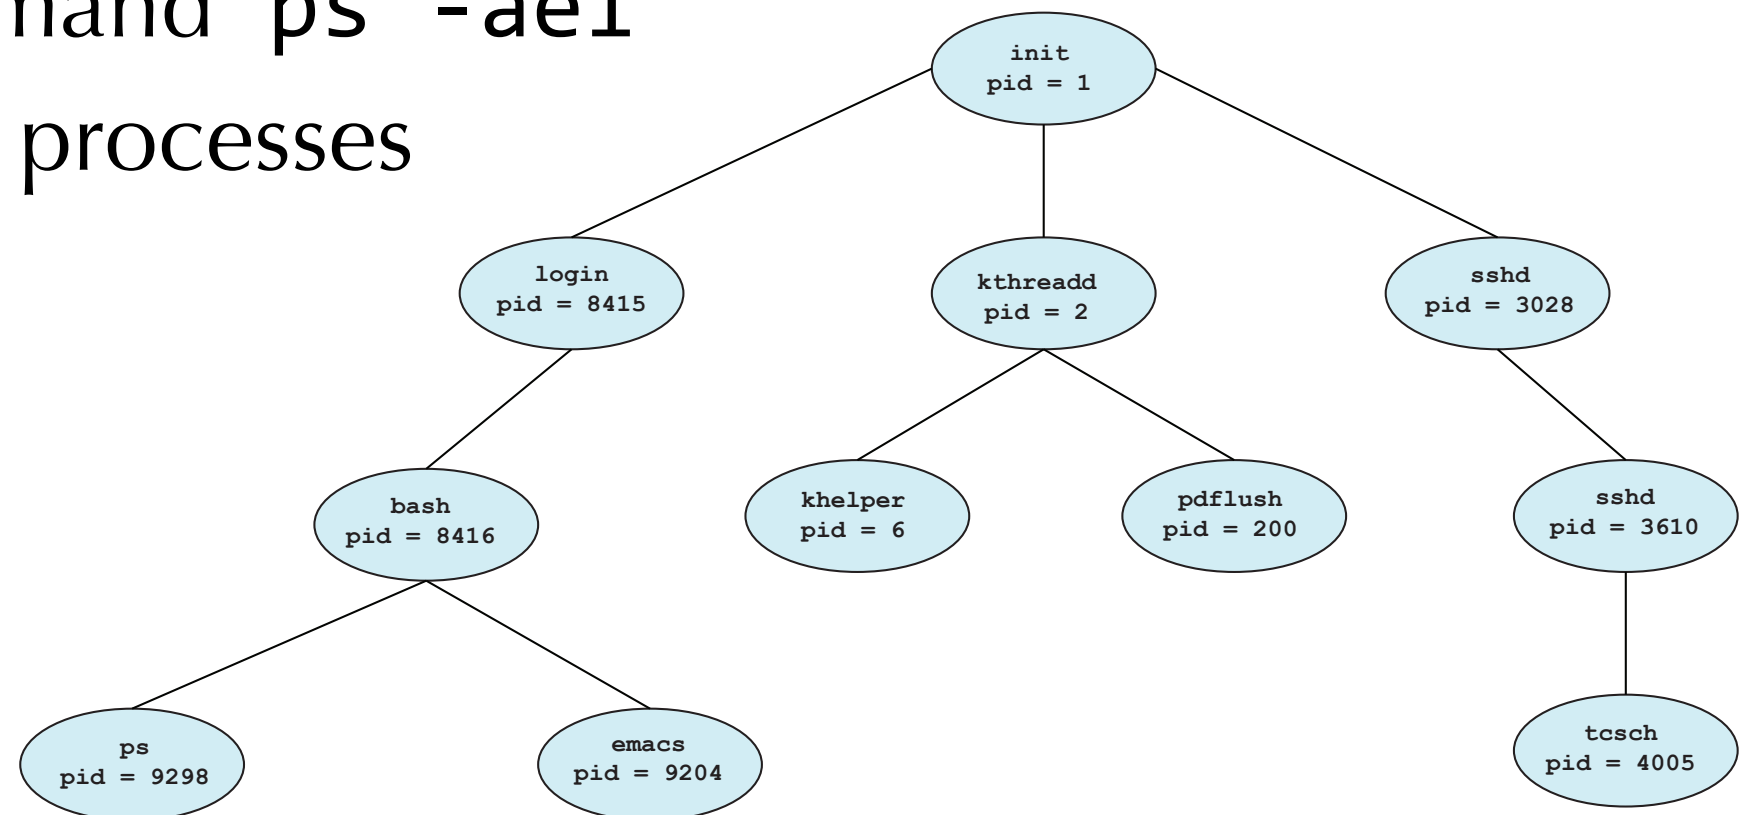 ps -ael
processes
init
pid = 1
login
pid = 8415
kthreadd
pid = 2
sshd
pid = 3028
bash
pid = 8416
khelper
pid = 6
pdflush
pid = 200
sshd
pid = 3610
ps
pid = 9298
emacs
pid = 9204
tcsch
pid = 4005